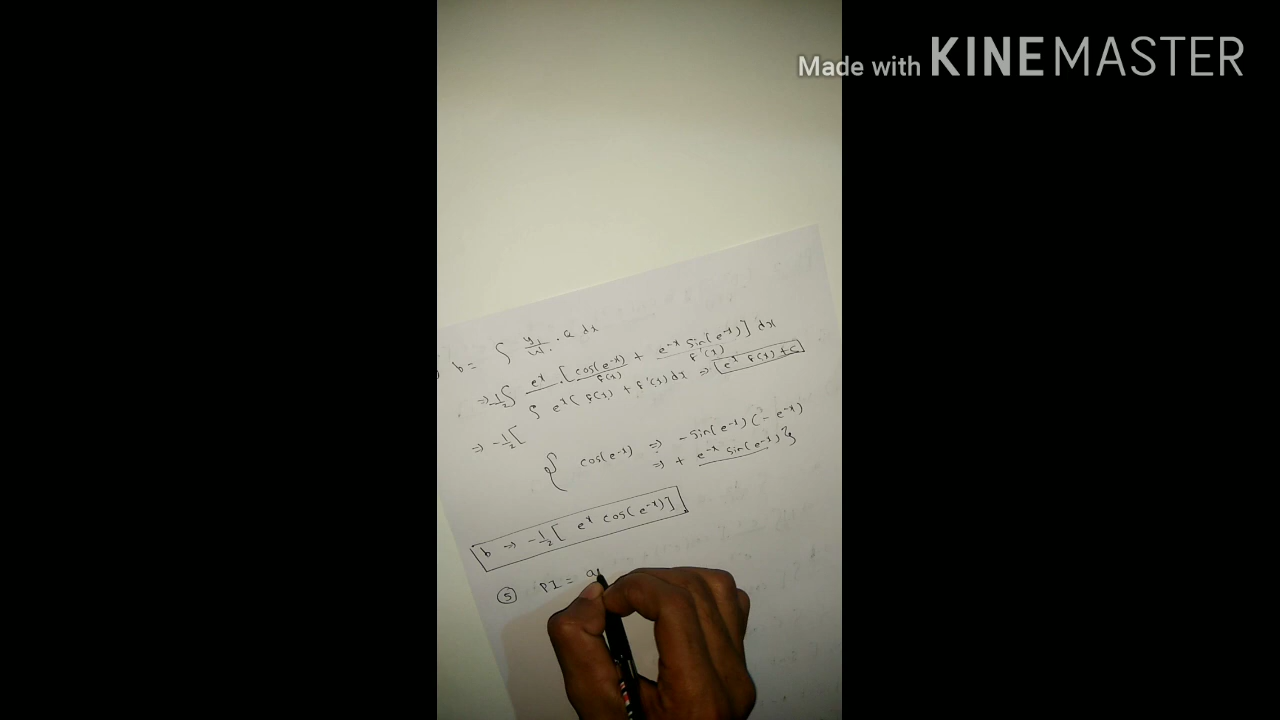 Made with KINEMASTER
b = ∫ y₁/W . Q dx
⇒ -1/2 ∫ eˣ . [cos(e⁻ˣ) + e⁻ˣ sin(e⁻ˣ)] dx
f(x) f'(x)
∫ eˣ( f(x) + f'(x) dx ⇒ eˣ f(x) + c
⇒ -1/2 [
{ cos(e⁻ˣ) ⇒ -sin(e⁻ˣ) (-e⁻ˣ)
⇒ + e⁻ˣ sin(e⁻ˣ) }
b ⇒ -1/2 [ eˣ cos(e⁻ˣ)]
5 PI =